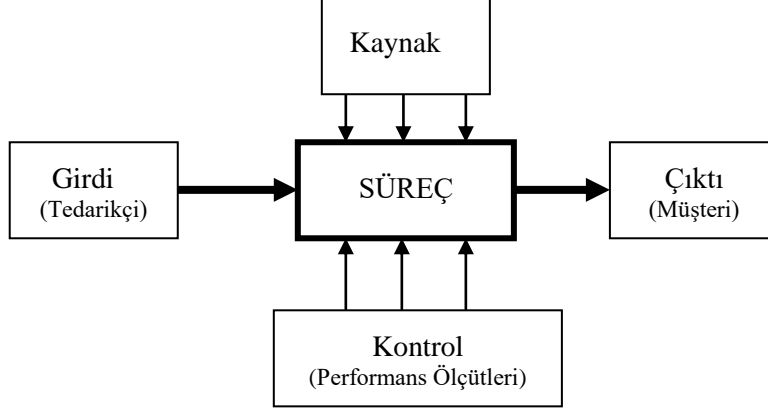 Kaynak
Girdi
(Tedarikçi)
SÜREÇ
Çıktı
(Müşteri)
Kontrol
(Performans Ölçütleri)